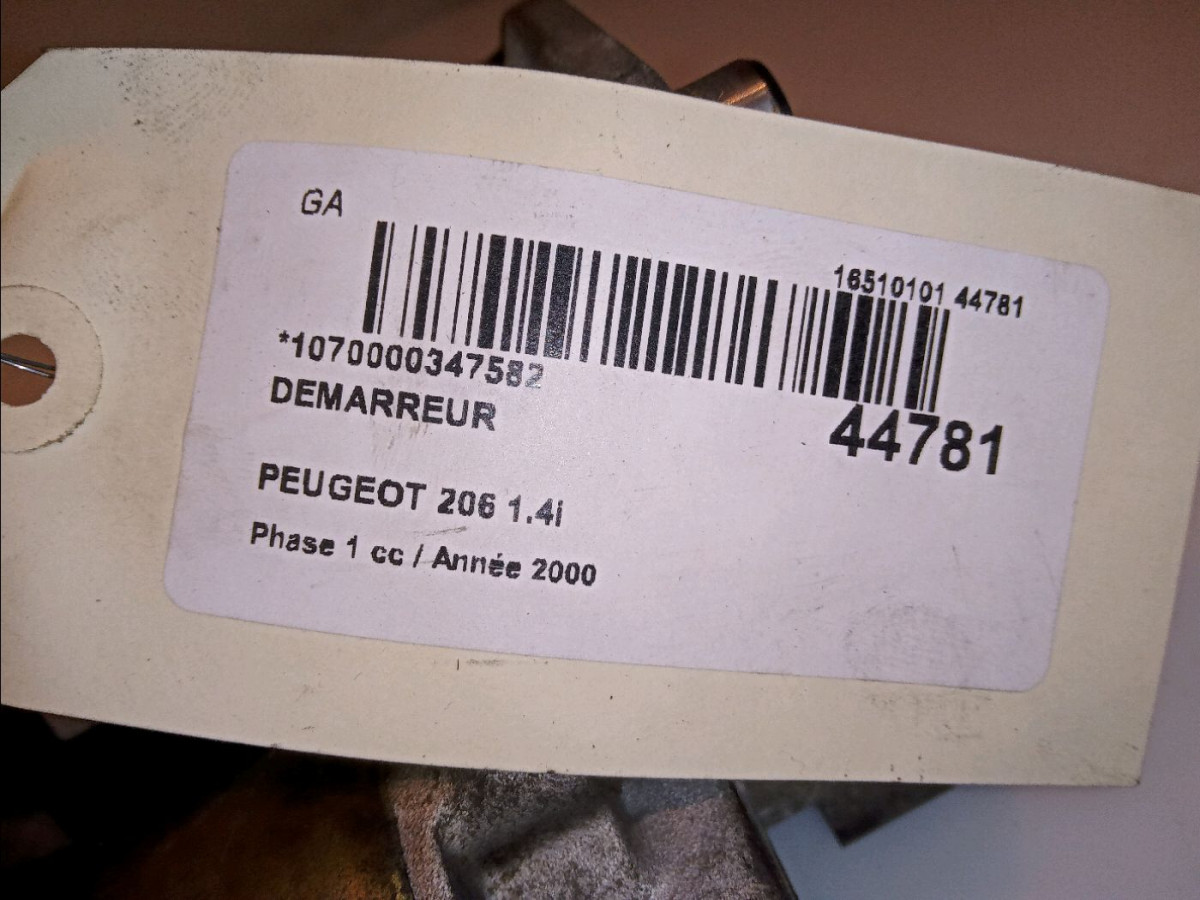 GA
16510101 44781
*1070000347582
DEMARREUR
44781
PEUGEOT 206 1.4i
Phase 1 cc / Année 2000